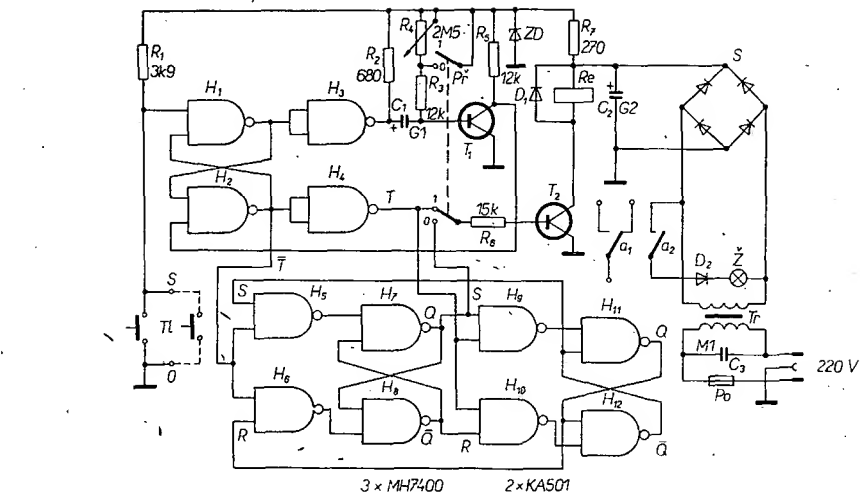 R1
3k9
R2
680
R4
2M5
1
0
Př
R3
12k
R5
12k
ZD
R7
270
D1
Re
+
C2
G2
S
H1
H3
C1
+
G1
T1
H2
H4
T
1
0
15k
R6
T2
a1
a2
D2
Ž
T̄
Tr
S
Tl
0
S
H5
H7
Q
S
H9
H11
Q
M1
C3
Po
220 V
H6
H8
H10
H12
R
Q̄
R
Q̄
3 x MH7400
2 x KA501